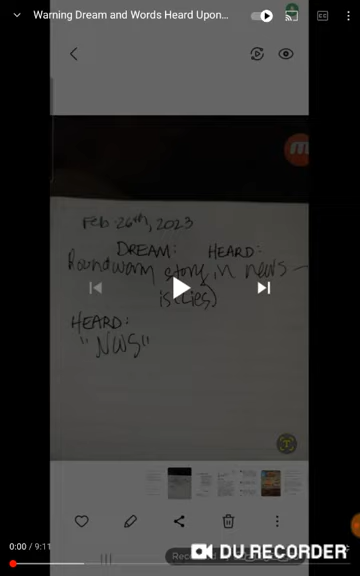 Warning Dream and Words Heard Upon...
Feb 26th, 2023
DREAM: HEARD:
Roundworm story in news –
is (Lies)
HEARD:
"NWS"
0:00 / 9:11
DU RECORDER